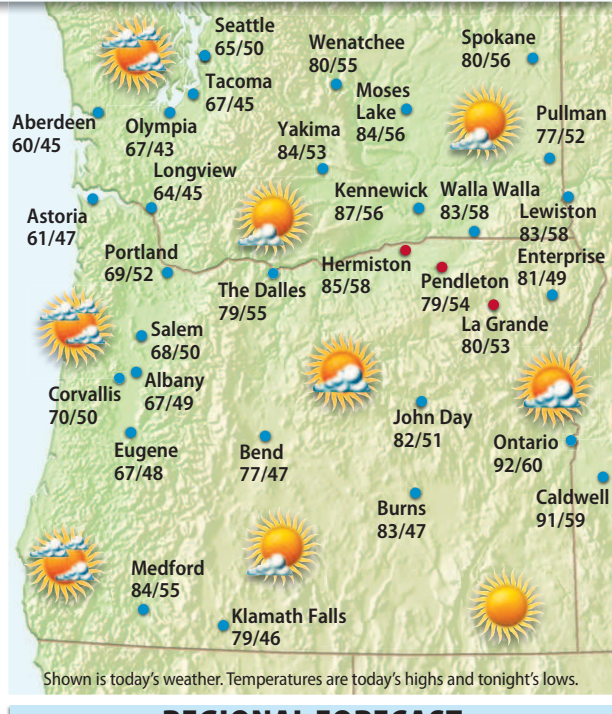 Seattle
65/50
Wenatchee
80/55
Spokane
80/56
Tacoma
67/45
Moses
Lake
84/56
Aberdeen
60/45
Olympia
67/43
Yakima
84/53
Pullman
77/52
Longview
64/45
Kennewick
87/56
Walla Walla
83/58
Lewiston
83/58
Astoria
61/47
Portland
69/52
The Dalles
79/55
Hermiston
85/58
Pendleton
79/54
Enterprise
81/49
La Grande
80/53
Salem
68/50
Corvallis
70/50
Albany
67/49
John Day
82/51
Eugene
67/48
Bend
77/47
Ontario
92/60
Burns
83/47
Caldwell
91/59
Medford
84/55
Klamath Falls
79/46
Shown is today's weather. Temperatures are today's highs and tonight's lows.
REGIONAL FORECAST